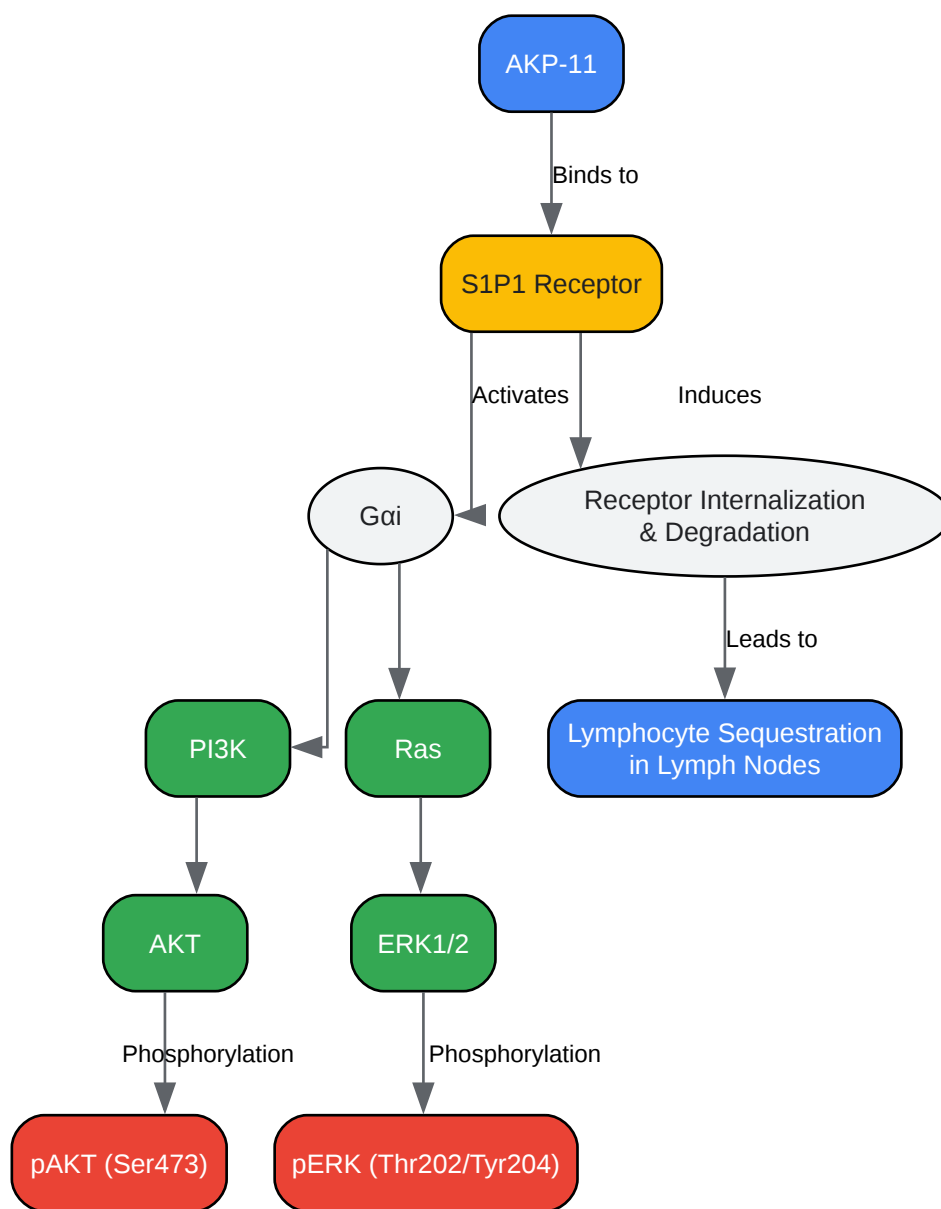 AKP-11
Binds to
S1P1 Receptor
Activates
Induces
Gαi
Receptor Internalization
& Degradation
Leads to
PI3K
Ras
Lymphocyte Sequestration
in Lymph Nodes
AKT
ERK1/2
Phosphorylation
Phosphorylation
pAKT (Ser473)
pERK (Thr202/Tyr204)